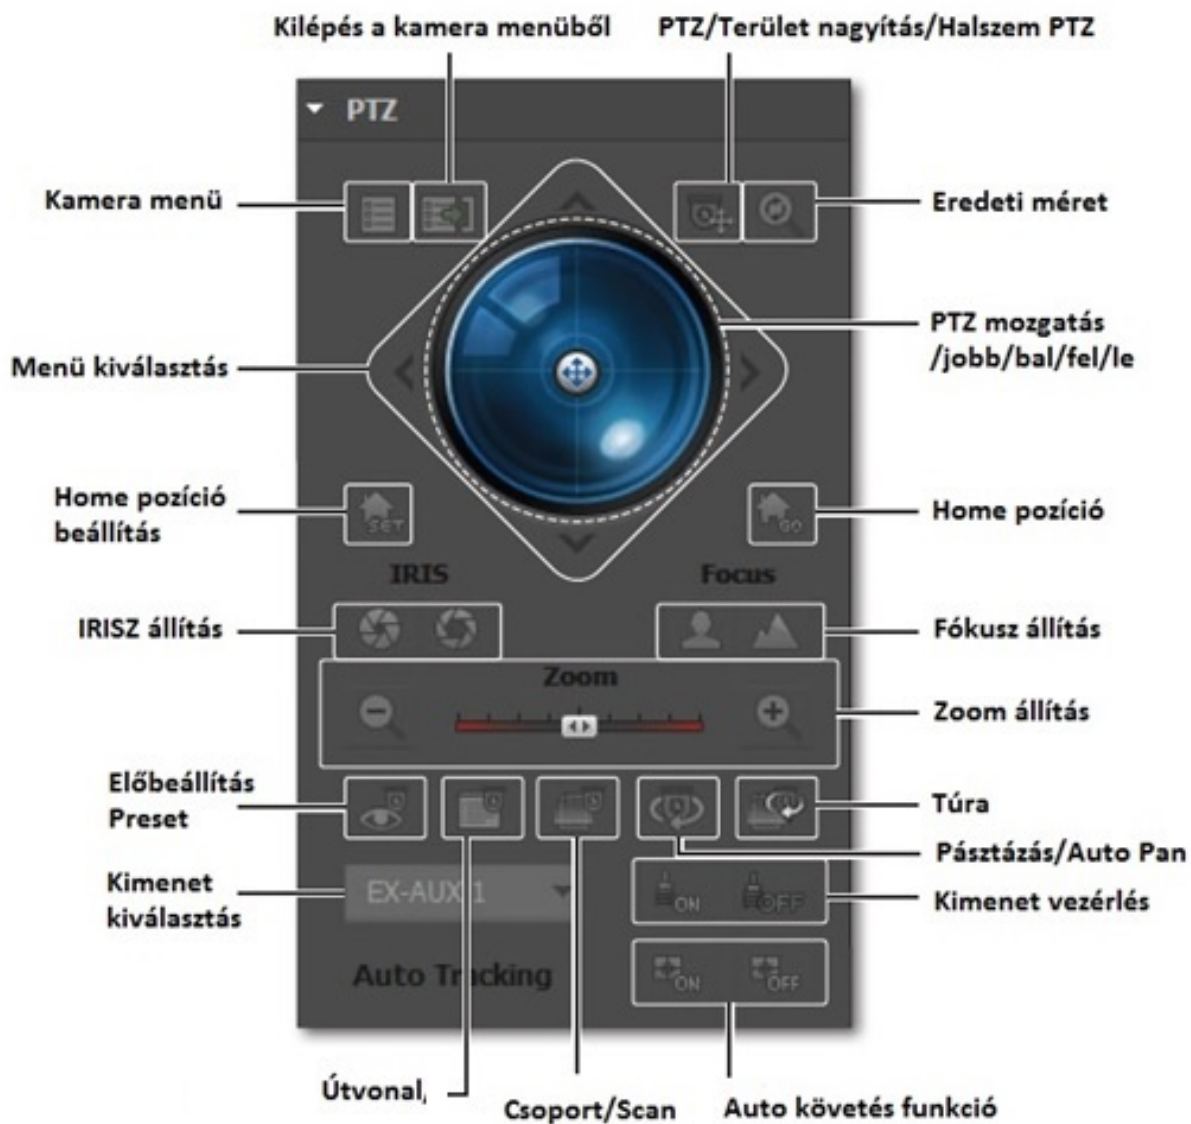 Kilépés a kamera menüből
PTZ/Terület nagyítás/Halszem PTZ
PTZ
Kamera menü
Eredeti méret
PTZ mozgatás
/jobb/bal/fel/le
Menü kiválasztás
Home pozíció
beállítás
SET
GO
Home pozíció
IRIS
Focus
IRISZ állítás
Fókusz állítás
Zoom
Zoom állítás
Előbeállítás
Preset
Túra
Pásztázás/Auto Pan
Kimenet
kiválasztás
EX-AUX 1
ON
OFF
Kimenet vezérlés
Auto Tracking
ON
OFF
Útvonal,
Csoport/Scan
Auto követés funkció